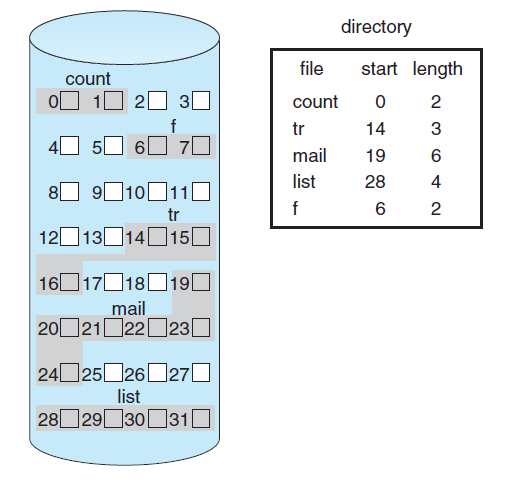 directory
file start length
count 0 2
tr 14 3
mail 19 6
list 28 4
f 6 2
count
0 1 2 3
f
4 5 6 7
8 9 10 11
tr
12 13 14 15
16 17 18 19
mail
20 21 22 23
24 25 26 27
list
28 29 30 31